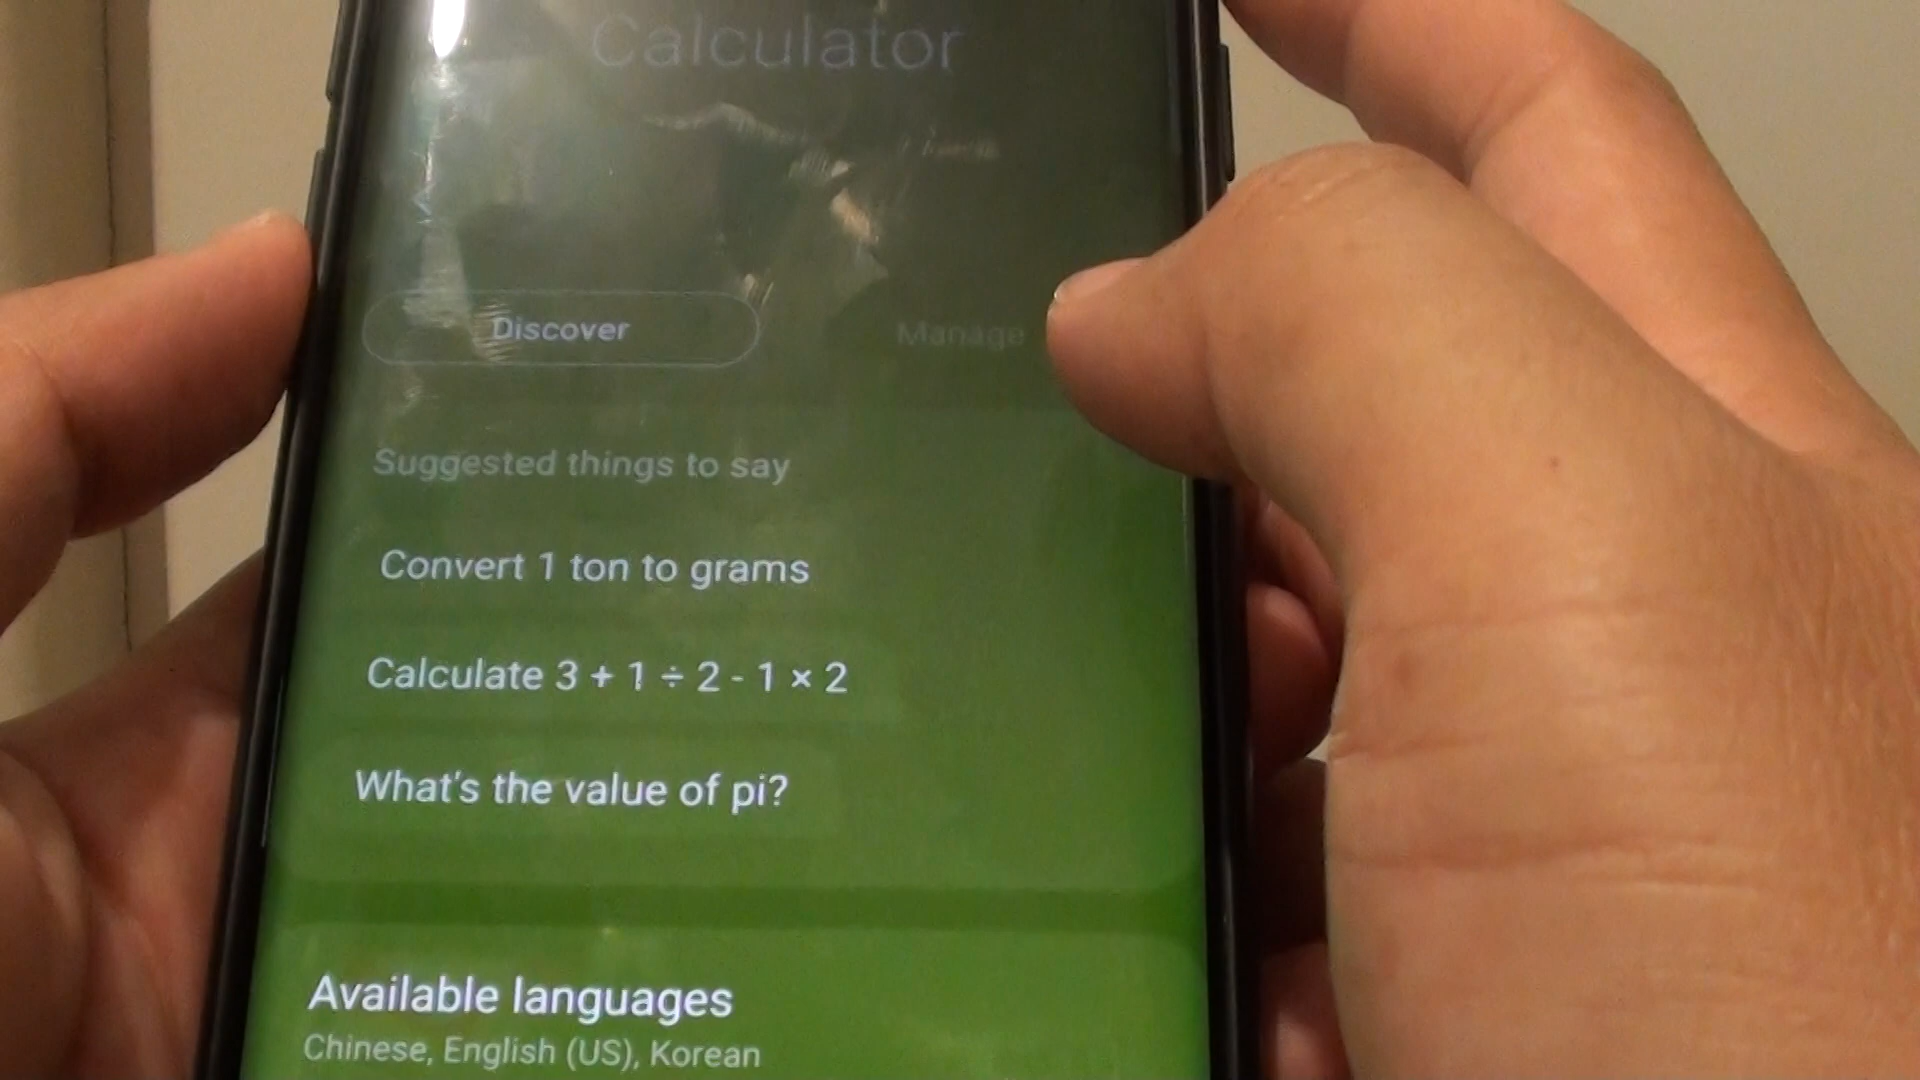 Calculator
Discover
Manage
Suggested things to say
Convert 1 ton to grams
Calculate 3 + 1 ÷ 2 - 1 × 2
What's the value of pi?
Available languages
Chinese, English (US), Korean